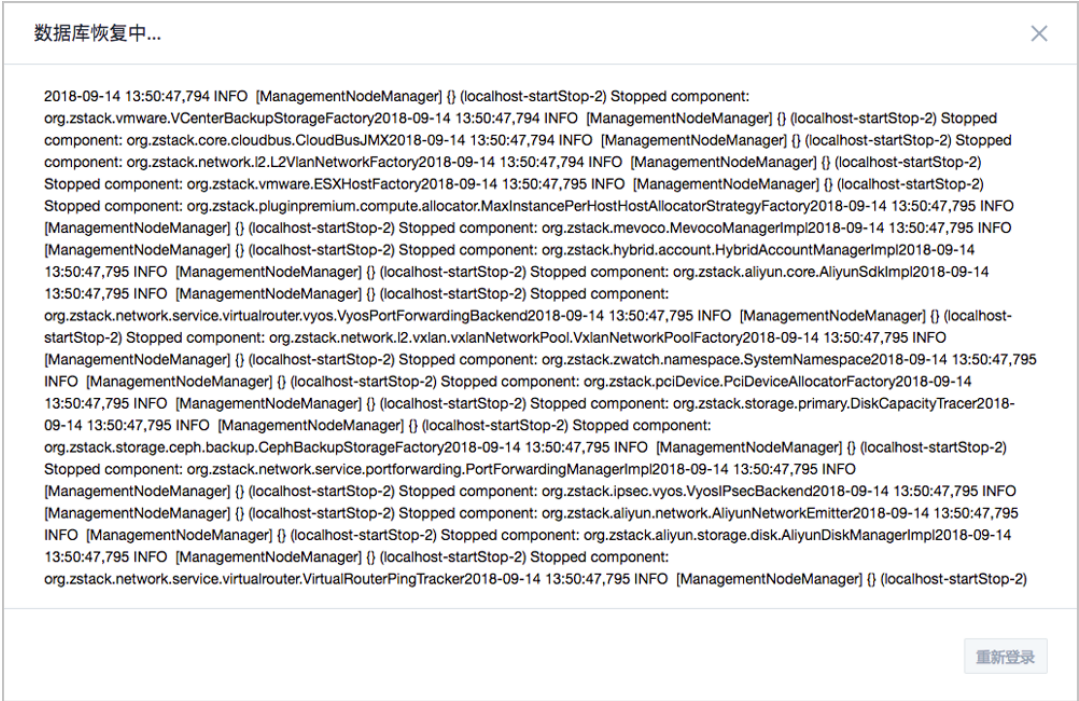 数据库恢复中...
2018-09-14 13:50:47,794 INFO  [ManagementNodeManager] {} (localhost-startStop-2) Stopped component:
org.zstack.vmware.VCenterBackupStorageFactory2018-09-14 13:50:47,794 INFO  [ManagementNodeManager] {} (localhost-startStop-2) Stopped
component: org.zstack.core.cloudbus.CloudBusJMX2018-09-14 13:50:47,794 INFO  [ManagementNodeManager] {} (localhost-startStop-2) Stopped
component: org.zstack.network.l2.L2VlanNetworkFactory2018-09-14 13:50:47,794 INFO  [ManagementNodeManager] {} (localhost-startStop-2)
Stopped component: org.zstack.vmware.ESXHostFactory2018-09-14 13:50:47,795 INFO  [ManagementNodeManager] {} (localhost-startStop-2)
Stopped component: org.zstack.pluginpremium.compute.allocator.MaxInstancePerHostHostAllocatorStrategyFactory2018-09-14 13:50:47,795 INFO
[ManagementNodeManager] {} (localhost-startStop-2) Stopped component: org.zstack.mevoco.MevocoManagerImpl2018-09-14 13:50:47,795 INFO
[ManagementNodeManager] {} (localhost-startStop-2) Stopped component: org.zstack.hybrid.account.HybridAccountManagerImpl2018-09-14
13:50:47,795 INFO  [ManagementNodeManager] {} (localhost-startStop-2) Stopped component: org.zstack.aliyun.core.AliyunSdkImpl2018-09-14
13:50:47,795 INFO  [ManagementNodeManager] {} (localhost-startStop-2) Stopped component:
org.zstack.network.service.virtualrouter.vyos.VyosPortForwardingBackend2018-09-14 13:50:47,795 INFO  [ManagementNodeManager] {} (localhost-
startStop-2) Stopped component: org.zstack.network.l2.vxlan.vxlanNetworkPool.VxlanNetworkPoolFactory2018-09-14 13:50:47,795 INFO
[ManagementNodeManager] {} (localhost-startStop-2) Stopped component: org.zstack.zwatch.namespace.SystemNamespace2018-09-14 13:50:47,795
INFO  [ManagementNodeManager] {} (localhost-startStop-2) Stopped component: org.zstack.pciDevice.PciDeviceAllocatorFactory2018-09-14
13:50:47,795 INFO  [ManagementNodeManager] {} (localhost-startStop-2) Stopped component: org.zstack.storage.primary.DiskCapacityTracer2018-
09-14 13:50:47,795 INFO  [ManagementNodeManager] {} (localhost-startStop-2) Stopped component:
org.zstack.storage.ceph.backup.CephBackupStorageFactory2018-09-14 13:50:47,795 INFO  [ManagementNodeManager] {} (localhost-startStop-2)
Stopped component: org.zstack.network.service.portforwarding.PortForwardingManagerImpl2018-09-14 13:50:47,795 INFO
[ManagementNodeManager] {} (localhost-startStop-2) Stopped component: org.zstack.ipsec.vyos.VyosIPsecBackend2018-09-14 13:50:47,795 INFO
[ManagementNodeManager] {} (localhost-startStop-2) Stopped component: org.zstack.aliyun.network.AliyunNetworkEmitter2018-09-14 13:50:47,795
INFO  [ManagementNodeManager] {} (localhost-startStop-2) Stopped component: org.zstack.aliyun.storage.disk.AliyunDiskManagerImpl2018-09-14
13:50:47,795 INFO  [ManagementNodeManager] {} (localhost-startStop-2) Stopped component:
org.zstack.network.service.virtualrouter.VirtualRouterPingTracker2018-09-14 13:50:47,795 INFO  [ManagementNodeManager] {} (localhost-startStop-2)
重新登录